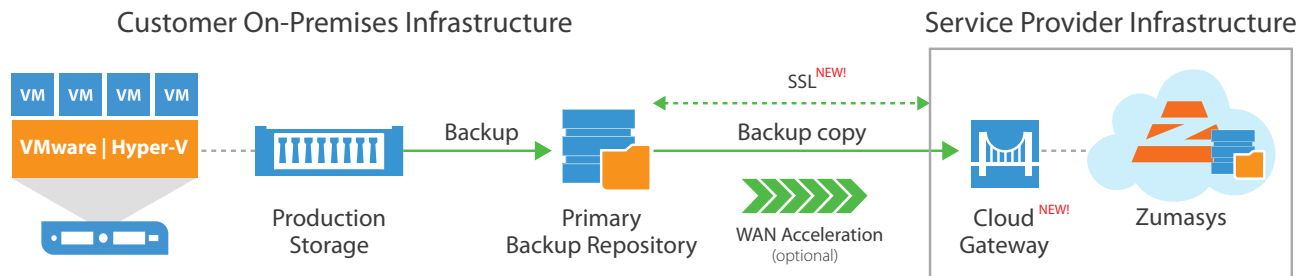 Customer On-Premises Infrastructure
Service Provider Infrastructure
VM VM VM VM
VMware | Hyper-V
Backup
SSL NEW!
Backup copy
Production
Storage
Primary
Backup Repository
WAN Acceleration
(optional)
Cloud NEW!
Gateway
Zumasys